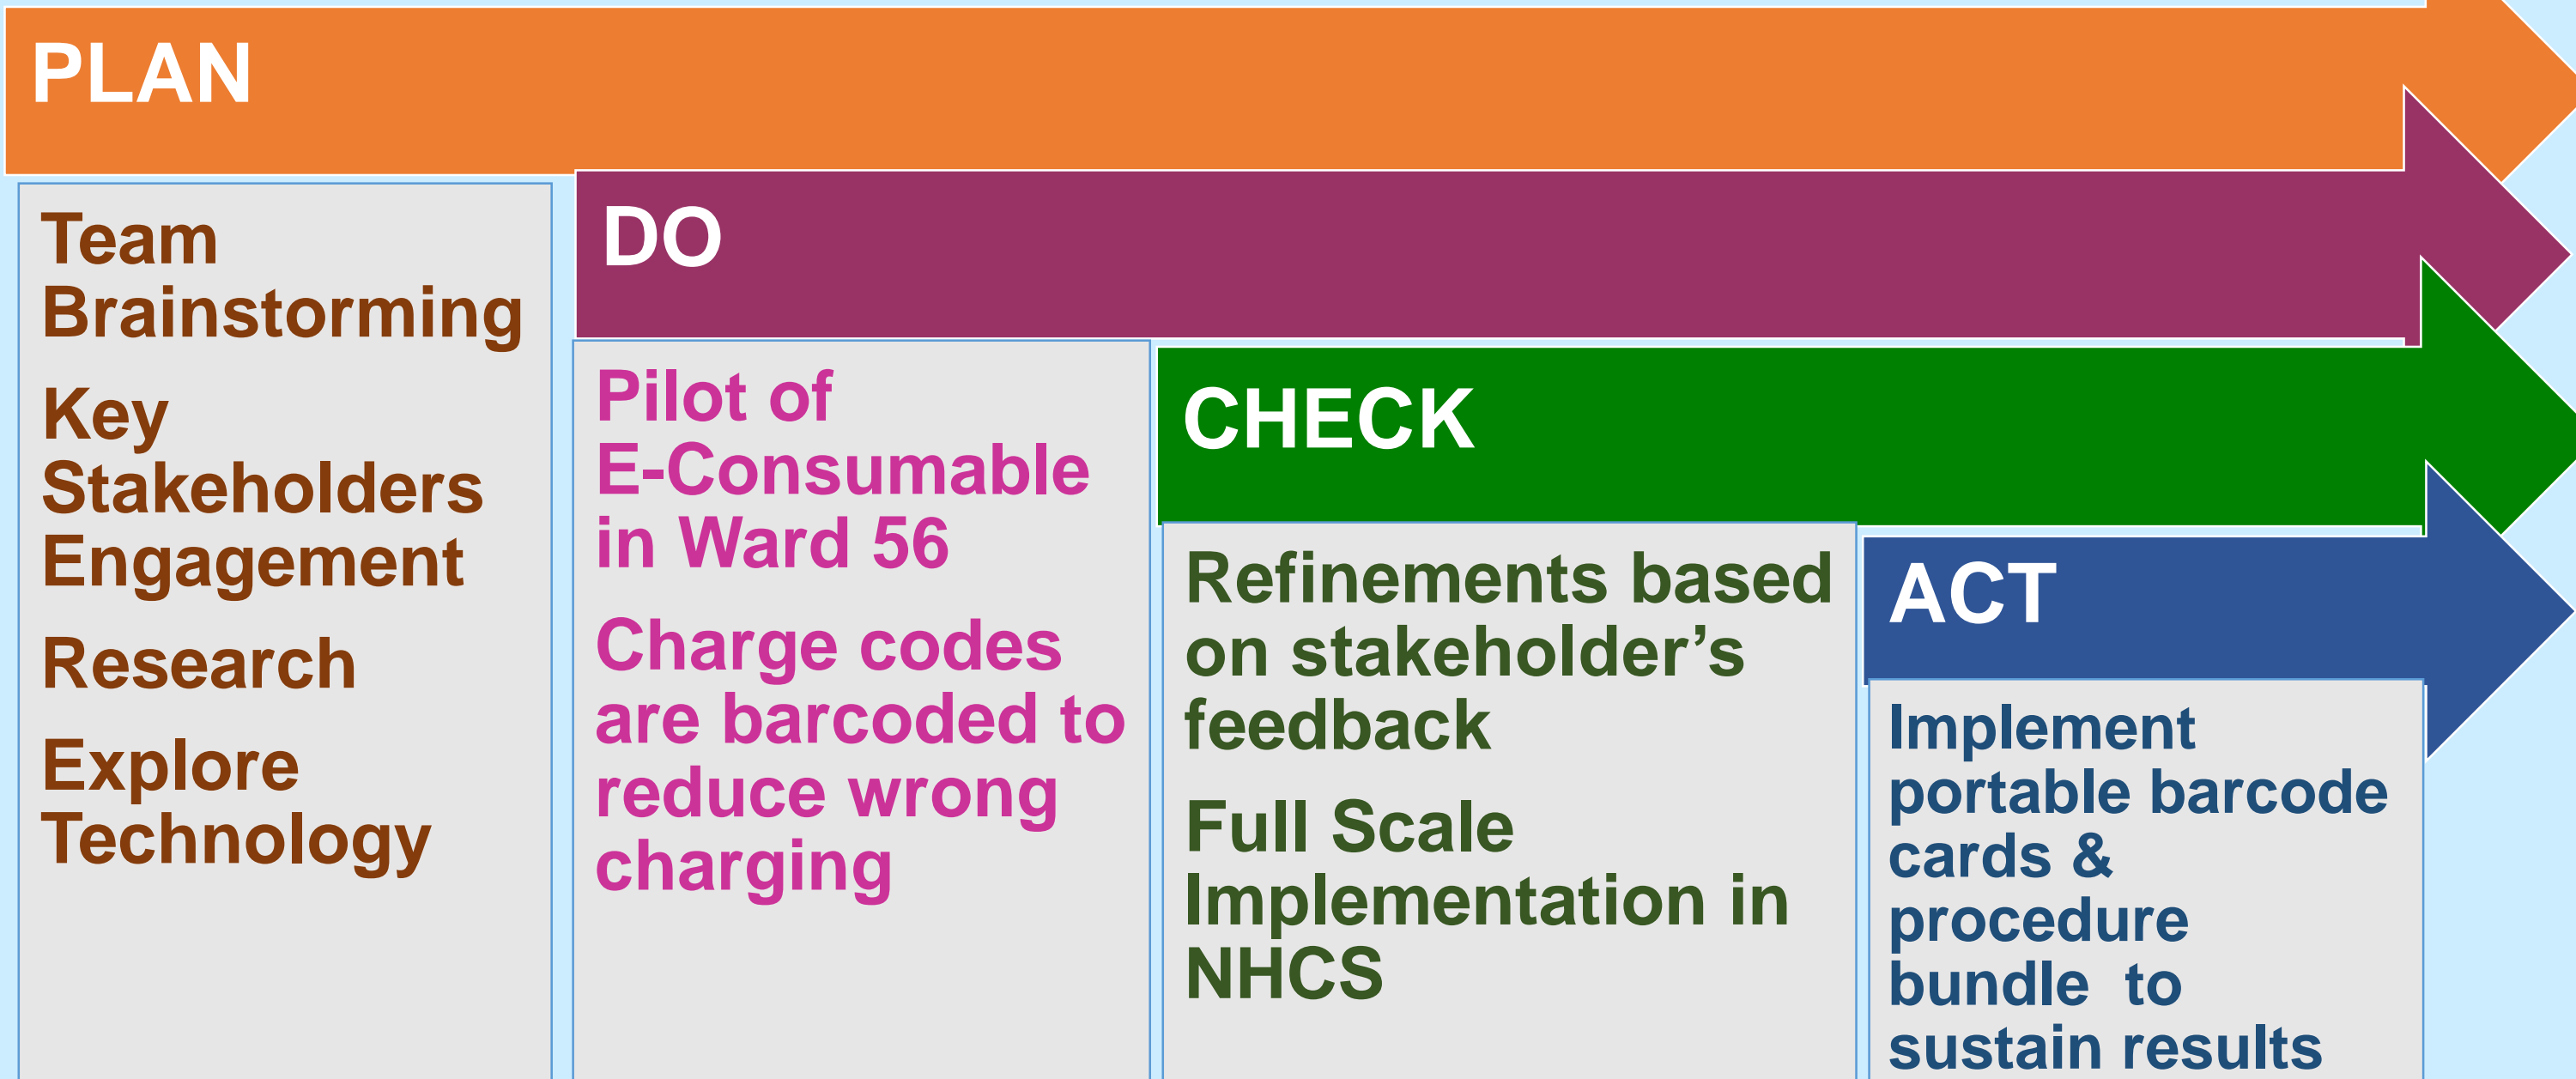 PLAN
Team
Brainstorming
Key
Stakeholders
Engagement
Research
Explore
Technology
DO
Pilot of
E-Consumable
in Ward 56
Charge codes
are barcoded to
reduce wrong
charging
CHECK
Refinements based
on stakeholder’s
feedback
Full Scale
Implementation in
NHCS
ACT
Implement
portable barcode
cards &
procedure
bundle  to
sustain results